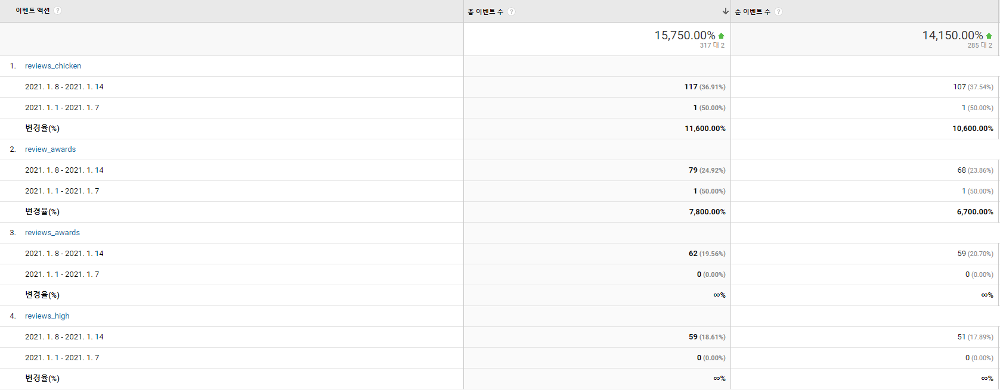 이벤트 액션 ? 총 이벤트 수 ? 순 이벤트 수 ?
15,750.00% 14,150.00%
317 대 2 285 대 2
1. reviews_chicken
2021. 1. 8 - 2021. 1. 14 117 (36.91%) 107 (37.54%)
2021. 1. 1 - 2021. 1. 7 1 (50.00%) 1 (50.00%)
변경율(%) 11,600.00% 10,600.00%
2. review_awards
2021. 1. 8 - 2021. 1. 14 79 (24.92%) 68 (23.86%)
2021. 1. 1 - 2021. 1. 7 1 (50.00%) 1 (50.00%)
변경율(%) 7,800.00% 6,700.00%
3. reviews_awards
2021. 1. 8 - 2021. 1. 14 62 (19.56%) 59 (20.70%)
2021. 1. 1 - 2021. 1. 7 0 (0.00%) 0 (0.00%)
변경율(%) ∞% ∞%
4. reviews_high
2021. 1. 8 - 2021. 1. 14 59 (18.61%) 51 (17.89%)
2021. 1. 1 - 2021. 1. 7 0 (0.00%) 0 (0.00%)
변경율(%) ∞% ∞%